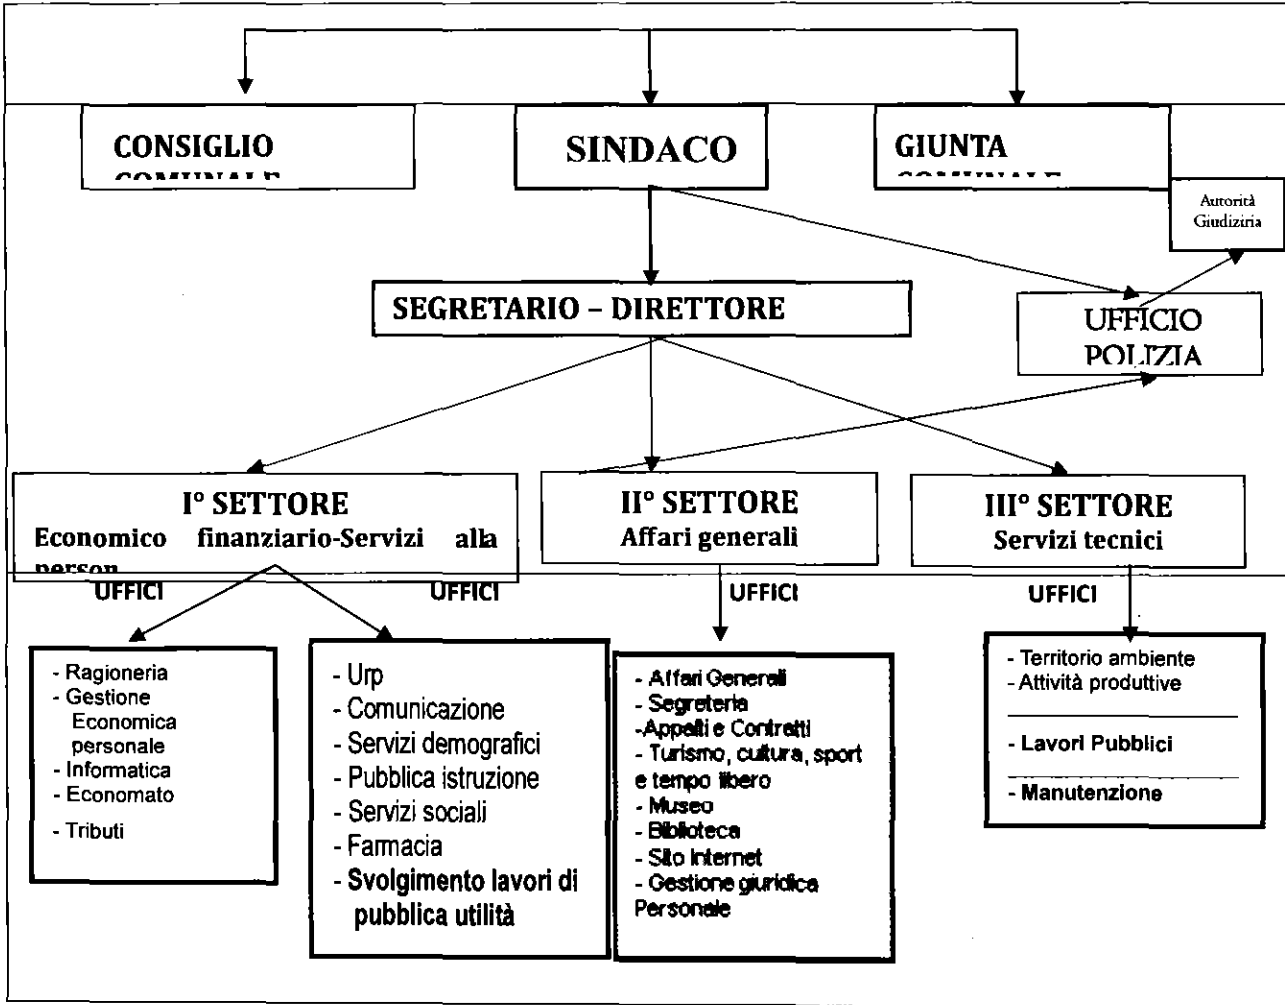 CONSIGLIO
COMUNALE
SINDACO
GIUNTA
COMUNALE
Autorità
Giudiziria
SEGRETARIO – DIRETTORE
UFFICIO
POLIZIA
I° SETTORE
Economico finanziario-Servizi alla
person
II° SETTORE
Affari generali
III° SETTORE
Servizi tecnici
UFFICI
UFFICI
UFFICI
UFFICI
- Ragioneria
- Gestione
Economica
personale
- Informatica
- Economato
- Tributi
- Urp
- Comunicazione
- Servizi demografici
- Pubblica istruzione
- Servizi sociali
- Farmacia
- Svolgimento lavori di
pubblica utilità
- Affari Generali
- Segreteria
-Appalti e Contratti
- Turismo, cultura, sport
e tempo libero
- Museo
- Biblioteca
- Sito Internet
- Gestione giuridica
Personale
- Territorio ambiente
- Attività produttive
- Lavori Pubblici
- Manutenzione